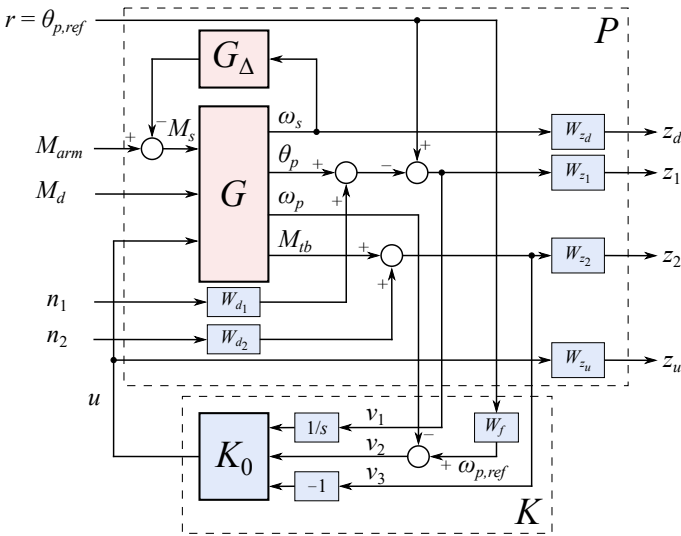 r = θp,ref
P
GΔ
ωs
Wzd
zd
+
−
Ms
Marm
+
θp
+
−
Wz1
z1
Md
G
ωp
+
Mtb
+
Wz2
z2
n1
Wd1
+
n2
Wd2
Wzu
zu
u
v1
1/s
−
Wf
K0
v2
+ ωp,ref
v3
−1
K